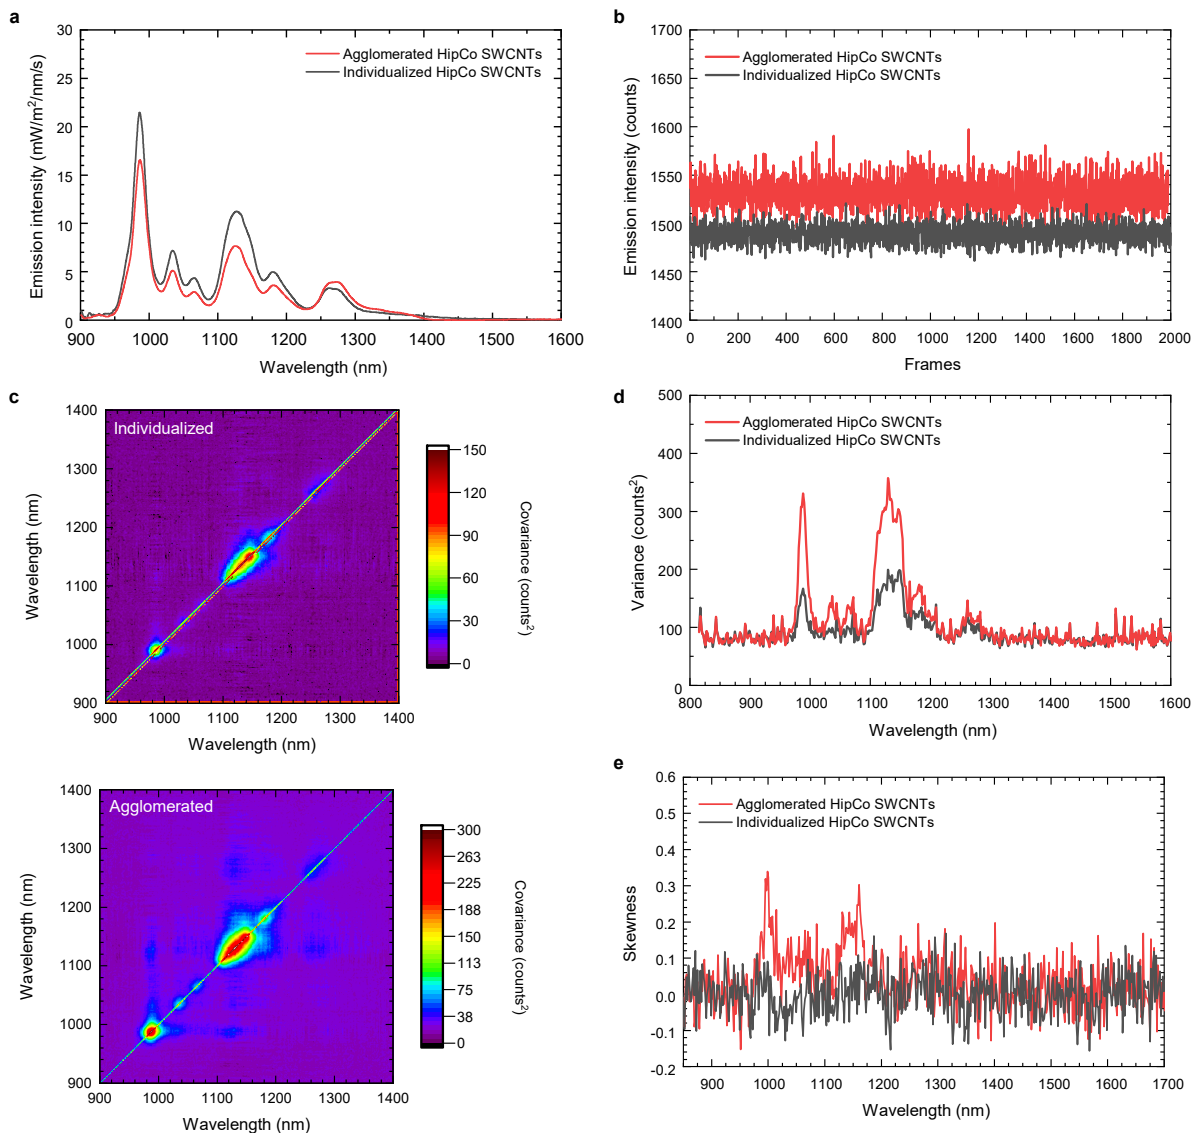 a
30
25
20
15
10
5
0
Emission intensity (mW/m²/nm/s)
Agglomerated HipCo SWCNTs
Individualized HipCo SWCNTs
900 1000 1100 1200 1300 1400 1500 1600
Wavelength (nm)
b
1700
1650
1600
1550
1500
1450
1400
Emission intensity (counts)
Agglomerated HipCo SWCNTs
Individualized HipCo SWCNTs
0 200 400 600 800 1000 1200 1400 1600 1800 2000
Frames
c
1400
1300
1200
1100
1000
900
Wavelength (nm)
Individualized
900 1000 1100 1200 1300 1400
Wavelength (nm)
150
120
90
60
30
0
Covariance (counts²)
d
500
400
300
200
100
0
Variance (counts²)
Agglomerated HipCo SWCNTs
Individualized HipCo SWCNTs
800 900 1000 1100 1200 1300 1400 1500 1600
Wavelength (nm)
1400
1300
1200
1100
1000
900
Wavelength (nm)
Agglomerated
900 1000 1100 1200 1300 1400
Wavelength (nm)
300
263
225
188
150
113
75
38
0
Covariance (counts²)
e
0.6
0.5
0.4
0.3
0.2
0.1
0.0
-0.1
-0.2
Skewness
Agglomerated HipCo SWCNTs
Individualized HipCo SWCNTs
900 1000 1100 1200 1300 1400 1500 1600 1700
Wavelength (nm)